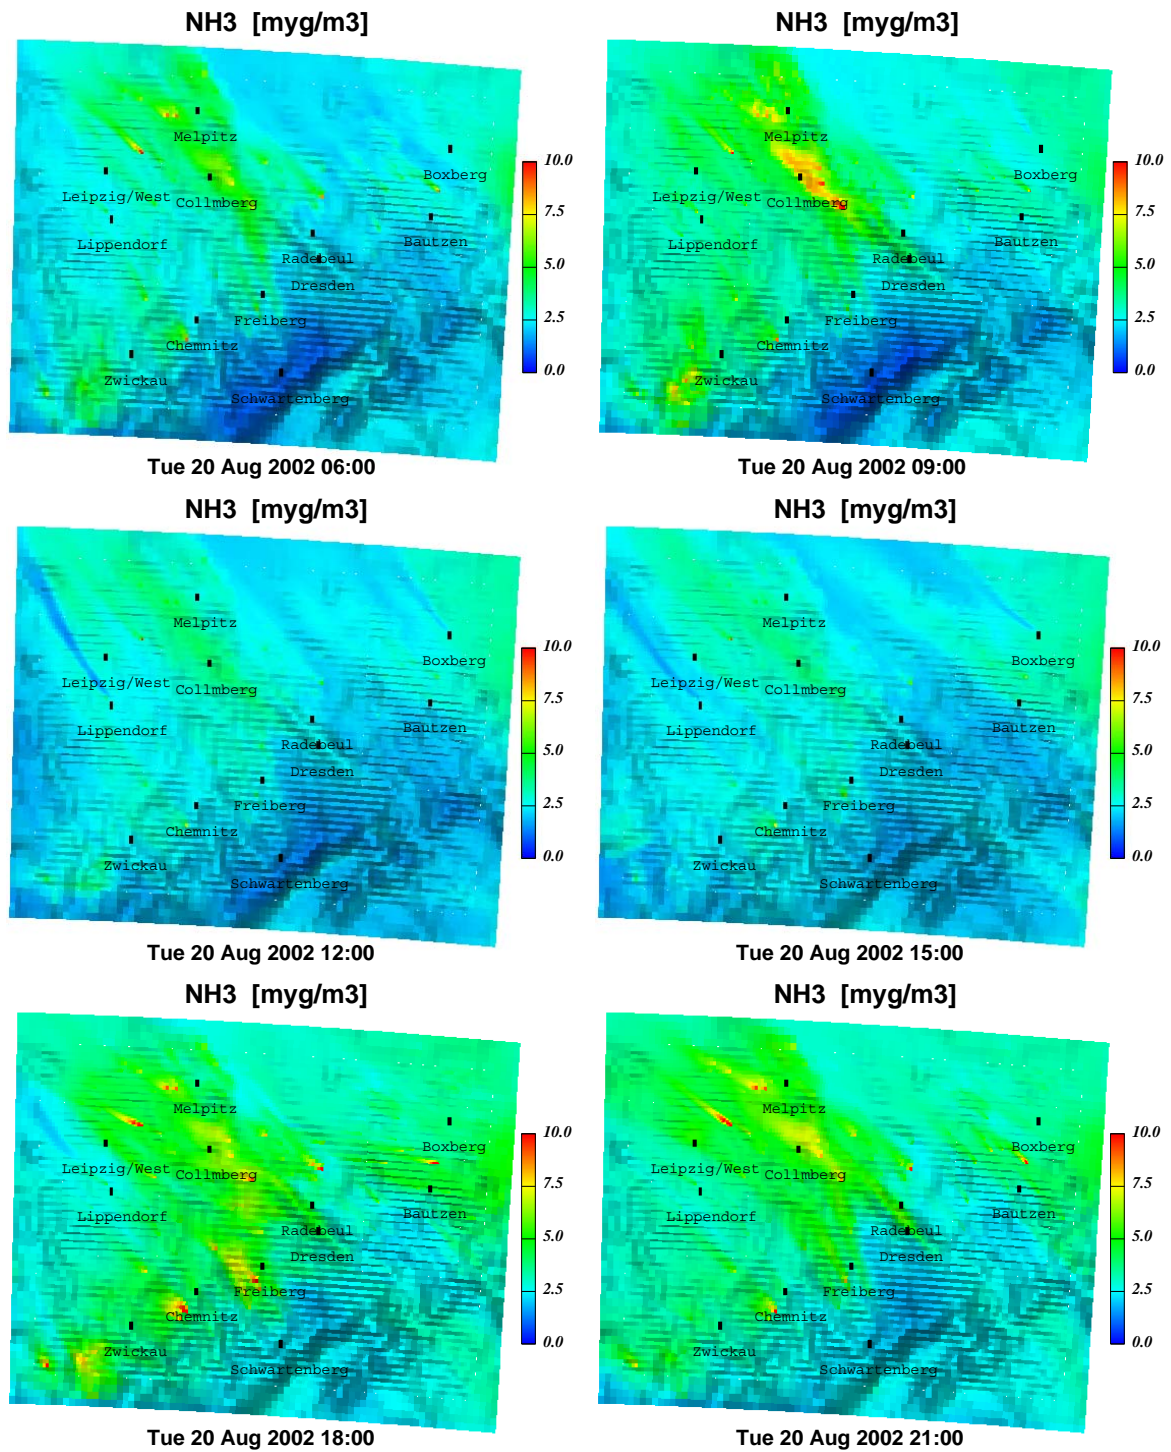 NH3 [myg/m3]
Melpitz
Boxberg
Leipzig/West
Collmberg
Lippendorf
Bautzen
Radebeul
Dresden
Freiberg
Chemnitz
Zwickau
Schwartenberg
10.0
7.5
5.0
2.5
0.0
Tue 20 Aug 2002 06:00
NH3 [myg/m3]
Melpitz
Boxberg
Leipzig/West
Collmberg
Lippendorf
Bautzen
Radebeul
Dresden
Freiberg
Chemnitz
Zwickau
Schwartenberg
10.0
7.5
5.0
2.5
0.0
Tue 20 Aug 2002 09:00
NH3 [myg/m3]
Melpitz
Boxberg
Leipzig/West
Collmberg
Lippendorf
Bautzen
Radebeul
Dresden
Freiberg
Chemnitz
Zwickau
Schwartenberg
10.0
7.5
5.0
2.5
0.0
Tue 20 Aug 2002 12:00
NH3 [myg/m3]
Melpitz
Boxberg
Leipzig/West
Collmberg
Lippendorf
Bautzen
Radebeul
Dresden
Freiberg
Chemnitz
Zwickau
Schwartenberg
10.0
7.5
5.0
2.5
0.0
Tue 20 Aug 2002 15:00
NH3 [myg/m3]
Melpitz
Boxberg
Leipzig/West
Collmberg
Lippendorf
Bautzen
Radebeul
Dresden
Freiberg
Chemnitz
Zwickau
Schwartenberg
10.0
7.5
5.0
2.5
0.0
Tue 20 Aug 2002 18:00
NH3 [myg/m3]
Melpitz
Boxberg
Leipzig/West
Collmberg
Lippendorf
Bautzen
Radebeul
Dresden
Freiberg
Chemnitz
Zwickau
Schwartenberg
10.0
7.5
5.0
2.5
0.0
Tue 20 Aug 2002 21:00